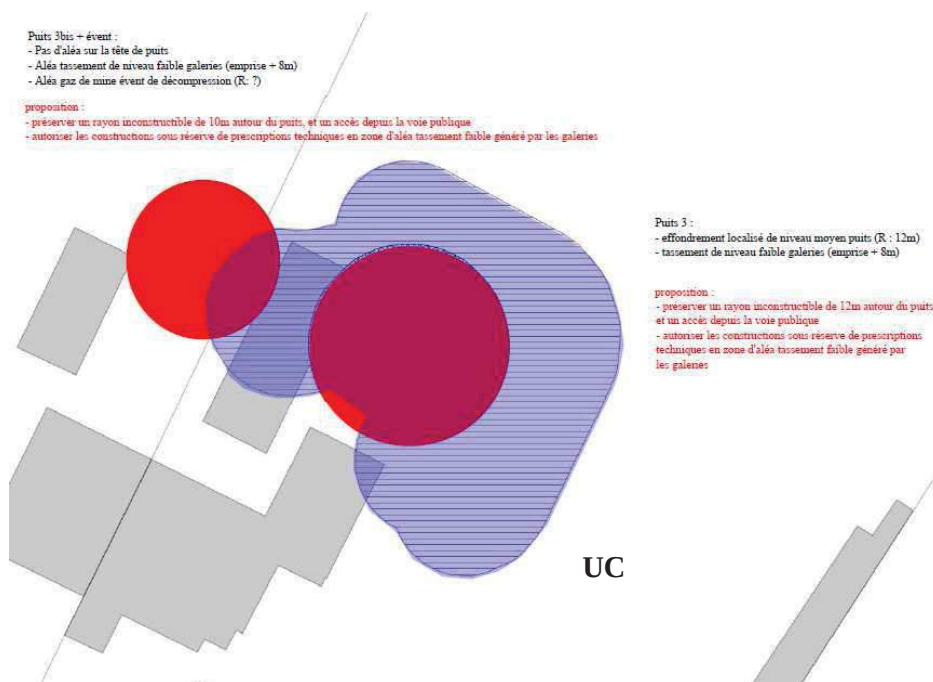 Puits 3bis + évent :
- Pas d'aléa sur la tête de puits
- Aléa tassement de niveau faible galeries (emprise + 8m)
- Aléa gaz de mine évent de décompression (R: ?)
proposition :
- préserver un rayon inconstructible de 10m autour du puits, et un accès depuis la voie publique
- autoriser les constructions sous réserve de prescriptions techniques en zone d'aléa tassement faible généré par les galeries
Puits 3 :
- effondrement localisé de niveau moyen puits (R : 12m)
- tassement de niveau faible galeries (emprise + 8m)
proposition :
- préserver un rayon inconstructible de 12m autour du puits
et un accès depuis la voie publique
- autoriser les constructions sous réserve de prescriptions
techniques en zone d'aléa tassement faible généré par
les galeries
UC